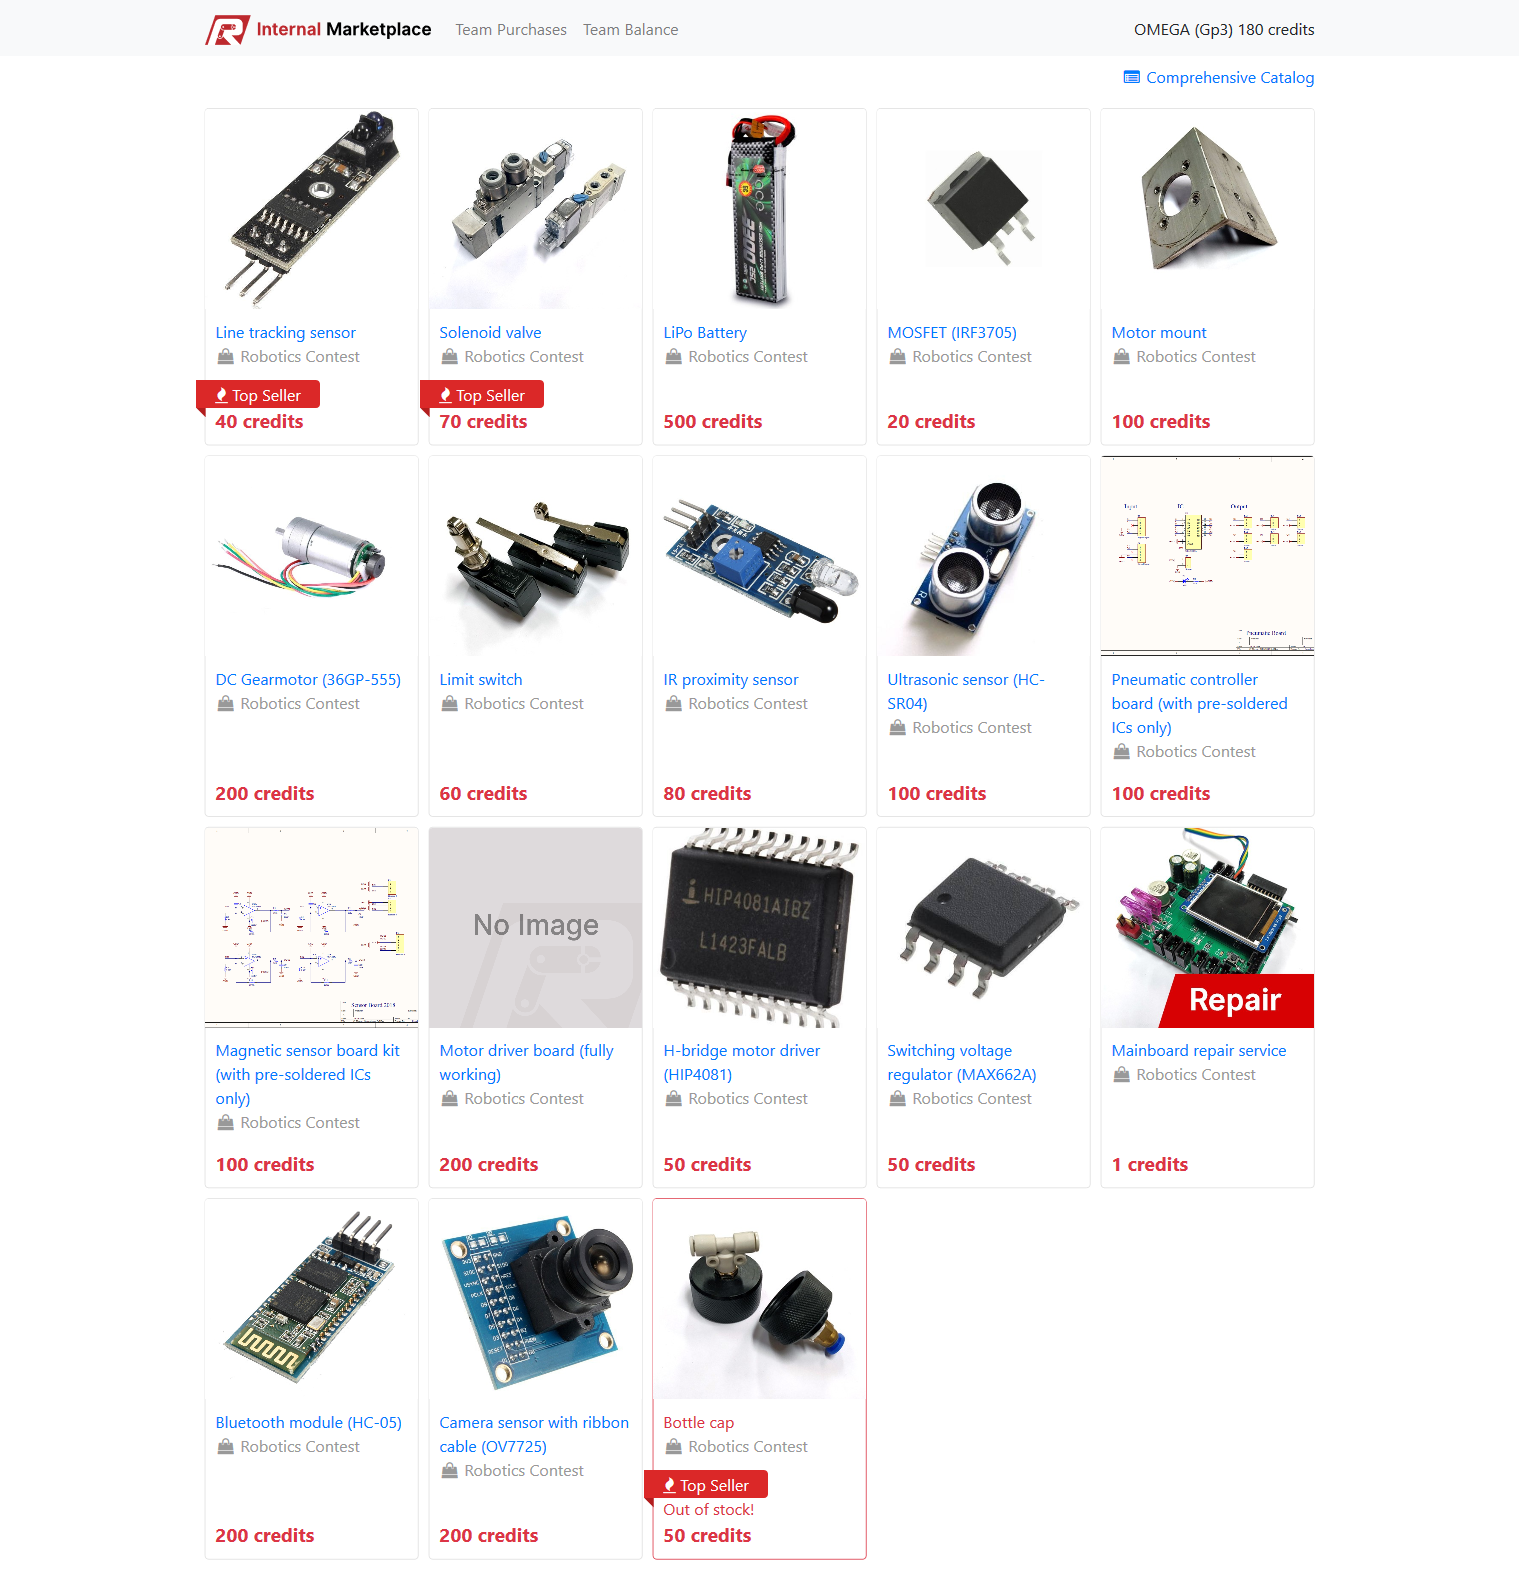 Internal Marketplace
Team Purchases
Team Balance
OMEGA (Gp3) 180 credits
Comprehensive Catalog
Line tracking sensor
Robotics Contest
Top Seller
40 credits
Solenoid valve
Robotics Contest
Top Seller
70 credits
LiPo Battery
Robotics Contest
500 credits
MOSFET (IRF3705)
Robotics Contest
20 credits
Motor mount
Robotics Contest
100 credits
DC Gearmotor (36GP-555)
Robotics Contest
200 credits
Limit switch
Robotics Contest
60 credits
IR proximity sensor
Robotics Contest
80 credits
Ultrasonic sensor (HC-
SR04)
Robotics Contest
100 credits
Input
IC
Output
Pneumatic Board
Pneumatic controller
board (with pre-soldered
ICs only)
Robotics Contest
100 credits
Sensor Board 2018
Magnetic sensor board kit
(with pre-soldered ICs
only)
Robotics Contest
100 credits
No Image
Motor driver board (fully
working)
Robotics Contest
200 credits
HIP4081AIBZ
L1423FALB
H-bridge motor driver
(HIP4081)
Robotics Contest
50 credits
Switching voltage
regulator (MAX662A)
Robotics Contest
50 credits
Repair
Mainboard repair service
Robotics Contest
1 credits
Bluetooth module (HC-05)
Robotics Contest
200 credits
Camera sensor with ribbon
cable (OV7725)
Robotics Contest
200 credits
Bottle cap
Robotics Contest
Top Seller
Out of stock!
50 credits